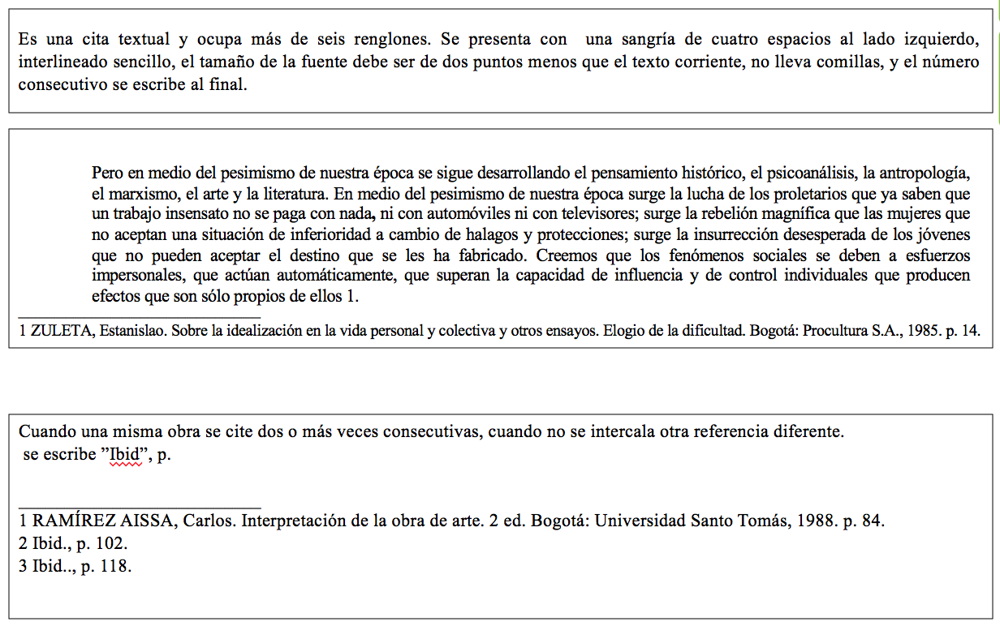 Es una cita textual y ocupa más de seis renglones. Se presenta con  una sangría de cuatro espacios al lado izquierdo,
interlineado sencillo, el tamaño de la fuente debe ser de dos puntos menos que el texto corriente, no lleva comillas, y el número
consecutivo se escribe al final.
Pero en medio del pesimismo de nuestra época se sigue desarrollando el pensamiento histórico, el psicoanálisis, la antropología,
el marxismo, el arte y la literatura. En medio del pesimismo de nuestra época surge la lucha de los proletarios que ya saben que
un trabajo insensato no se paga con nada, ni con automóviles ni con televisores; surge la rebelión magnífica que las mujeres que
no aceptan una situación de inferioridad a cambio de halagos y protecciones; surge la insurrección desesperada de los jóvenes
que no pueden aceptar el destino que se les ha fabricado. Creemos que los fenómenos sociales se deben a esfuerzos
impersonales, que actúan automáticamente, que superan la capacidad de influencia y de control individuales que producen
efectos que son sólo propios de ellos 1.
1 ZULETA, Estanislao. Sobre la idealización en la vida personal y colectiva y otros ensayos. Elogio de la dificultad. Bogotá: Procultura S.A., 1985. p. 14.
Cuando una misma obra se cite dos o más veces consecutivas, cuando no se intercala otra referencia diferente.
se escribe ”Ibid”, p.
1 RAMÍREZ AISSA, Carlos. Interpretación de la obra de arte. 2 ed. Bogotá: Universidad Santo Tomás, 1988. p. 84.
2 Ibid., p. 102.
3 Ibid.., p. 118.